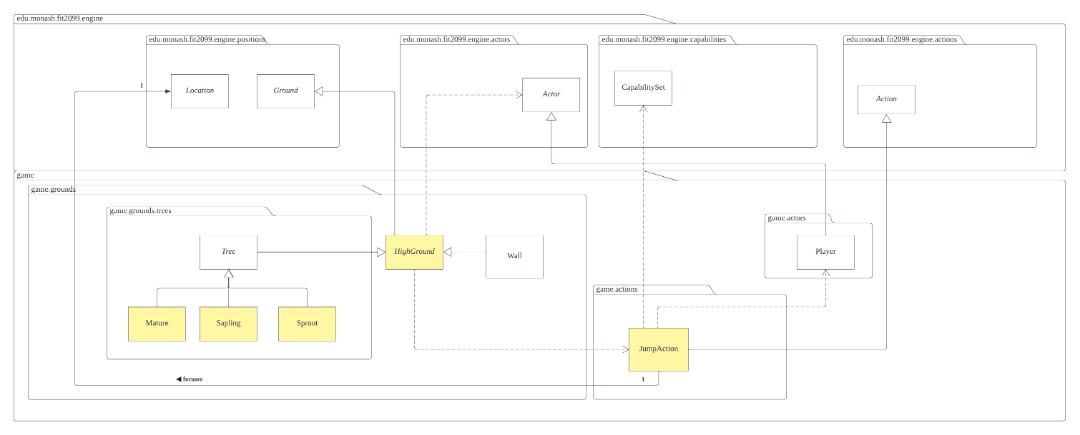 edu.monash.fit2099.engine
edu.monash.fit2099.engine.positions
edu.monash.fit2099.engine.actors
edu.monash.fit2099.engine.capabilities
edu.monash.fit2099.engine.actions
1
Location
Ground
Actor
CapabilitySet
Action
game
game.grounds
game.grounds.trees
game.actors
Tree
HighGround
Wall
Player
game.actions
Mature
Sapling
Sprout
JumpAction
◀ focuses
1